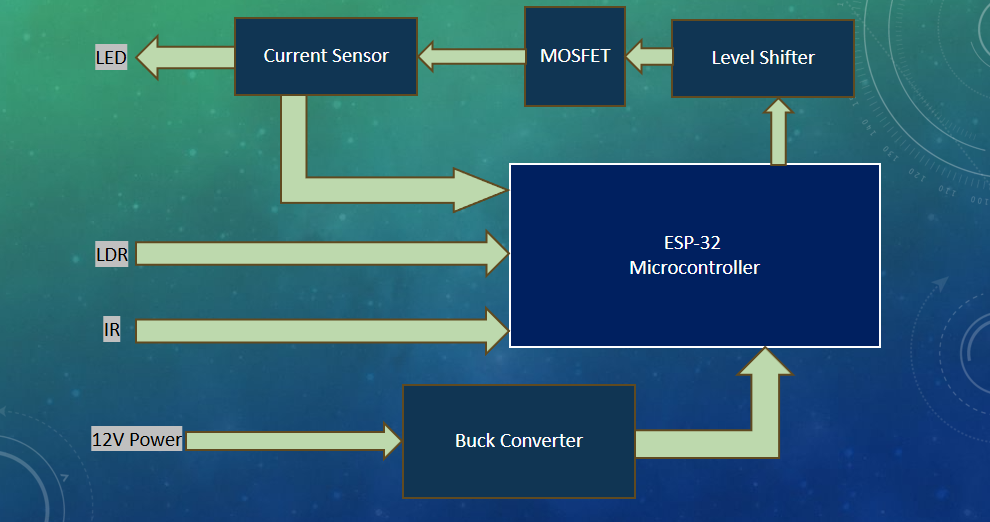 LED
Current Sensor
MOSFET
Level Shifter
ESP-32
Microcontroller
LDR
IR
12V Power
Buck Converter